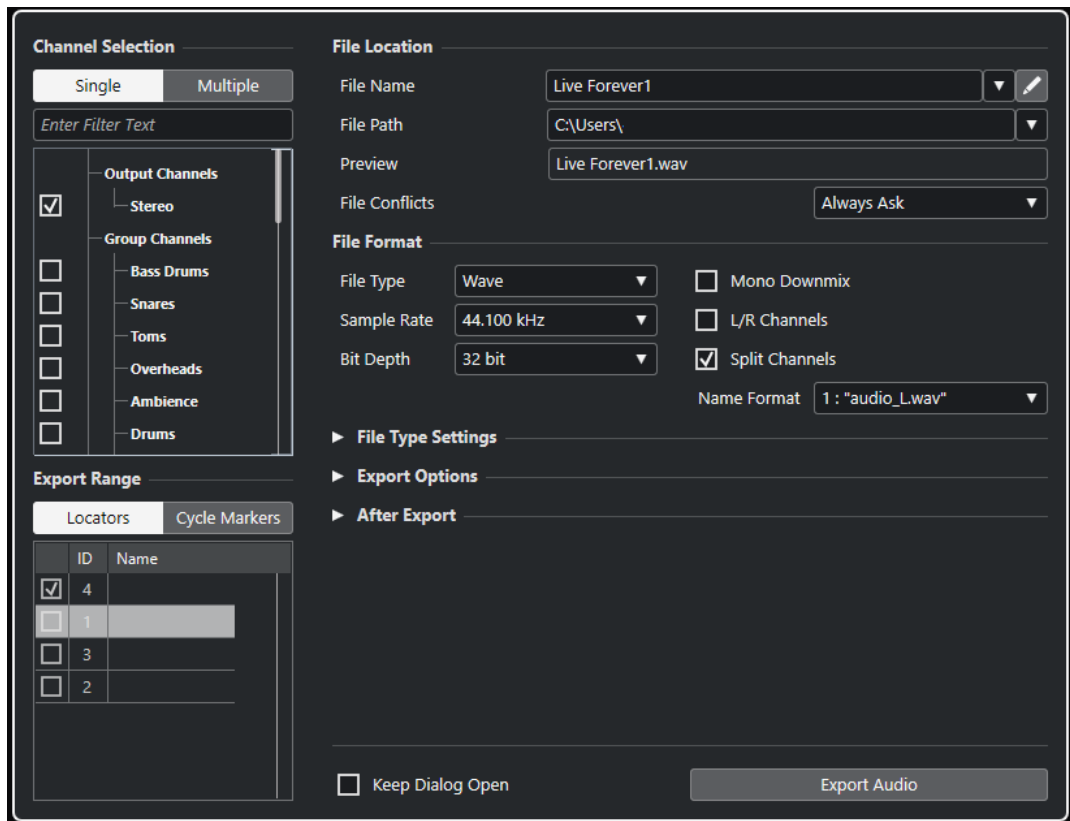 Channel Selection
Single Multiple
Enter Filter Text
Output Channels
Stereo
Group Channels
Bass Drums
Snares
Toms
Overheads
Ambience
Drums
Export Range
Locators Cycle Markers
ID Name
4
1
3
2
File Location
File Name Live Forever1
File Path C:\Users\
Preview Live Forever1.wav
File Conflicts Always Ask
File Format
File Type Wave Mono Downmix
Sample Rate 44.100 kHz L/R Channels
Bit Depth 32 bit Split Channels
Name Format 1 : "audio_L.wav"
File Type Settings
Export Options
After Export
Keep Dialog Open Export Audio